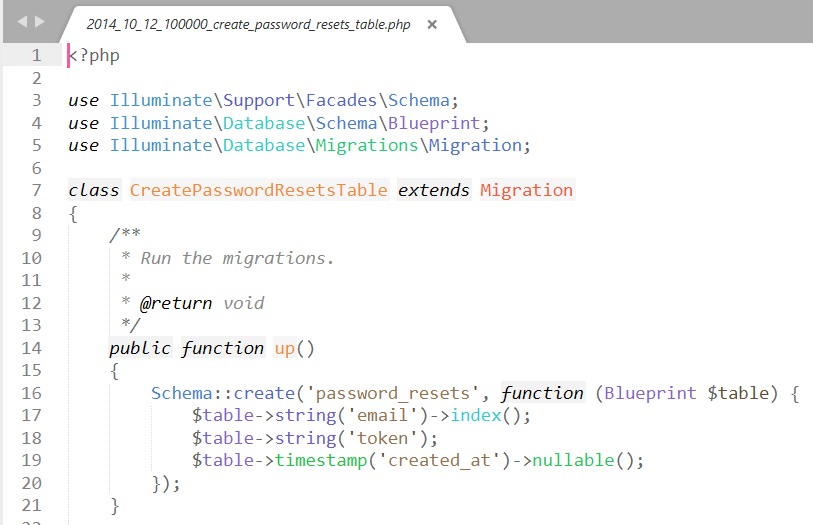 2014_10_12_100000_create_password_resets_table.php ×
1 <?php
2
3 use Illuminate\Support\Facades\Schema;
4 use Illuminate\Database\Schema\Blueprint;
5 use Illuminate\Database\Migrations\Migration;
6
7 class CreatePasswordResetsTable extends Migration
8 {
9     /**
10      * Run the migrations.
11      *
12      * @return void
13      */
14     public function up()
15     {
16         Schema::create('password_resets', function (Blueprint $table) {
17             $table->string('email')->index();
18             $table->string('token');
19             $table->timestamp('created_at')->nullable();
20         });
21     }